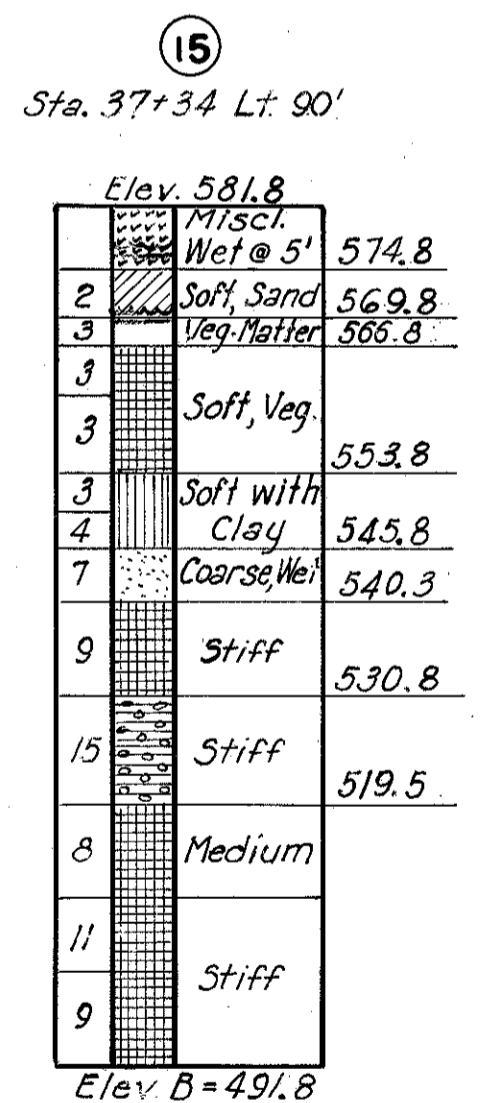 15
Sta. 37+34 Lt. 90'
Elev. 581.8
Miscl.
Wet @ 5' 574.8
2 Soft, Sand 569.8
3 Veg. Matter 566.8
3
Soft, Veg.
3
553.8
3 Soft with
4 Clay 545.8
7 Coarse, Wet 540.3
9 Stiff
530.8
15 Stiff
519.5
8 Medium
11
Stiff
9
Elev. B = 491.8